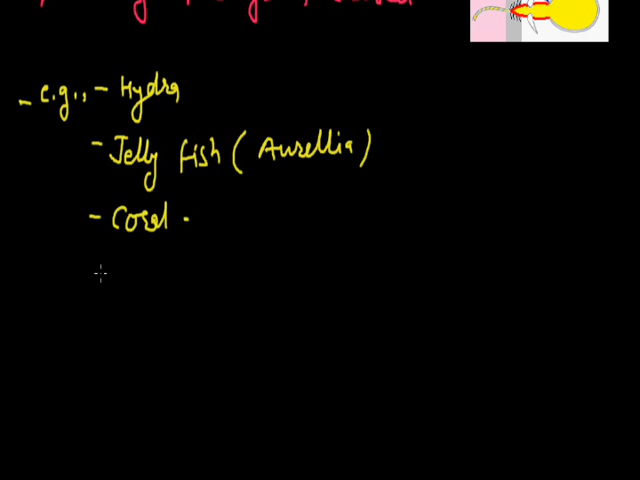 - e.g., - Hydra
- Jelly fish (Aurellia)
- Coral .